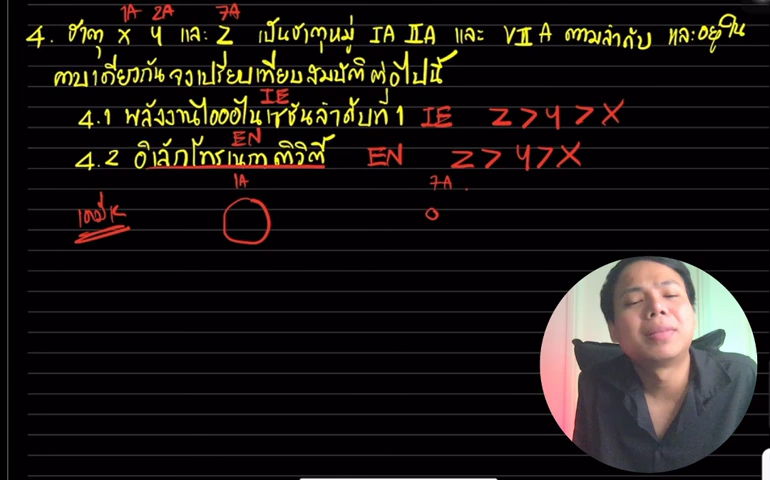 1A 2A 7A
4. ธาตุ X Y และ Z เป็นธาตุหมู่ IA IIA และ VIIA ตามลำดับ และอยู่ใน
คาบเดียวกัน จงเปรียบเทียบสมบัติต่อไปนี้
IE
4.1 พลังงานไอออไนเซชันลำดับที่ 1 IE Z > Y > X
EN
4.2 อิเล็กโทรเนกาติวิตี EN Z > Y > X
1A 7A